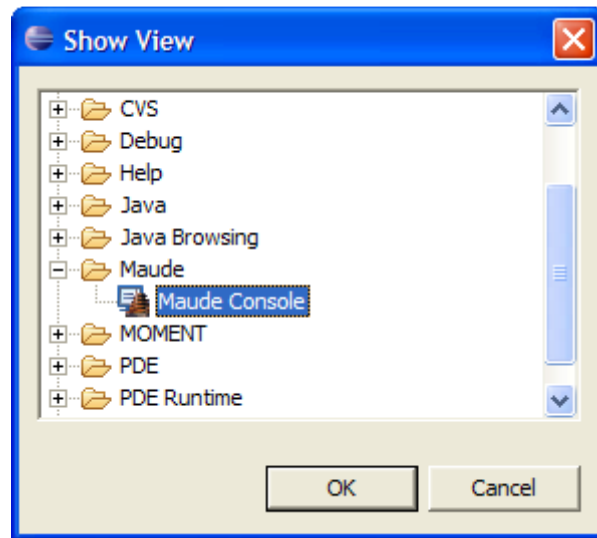 Show View
CVS
Debug
Help
Java
Java Browsing
Maude
Maude Console
MOMENT
PDE
PDE Runtime
OK Cancel